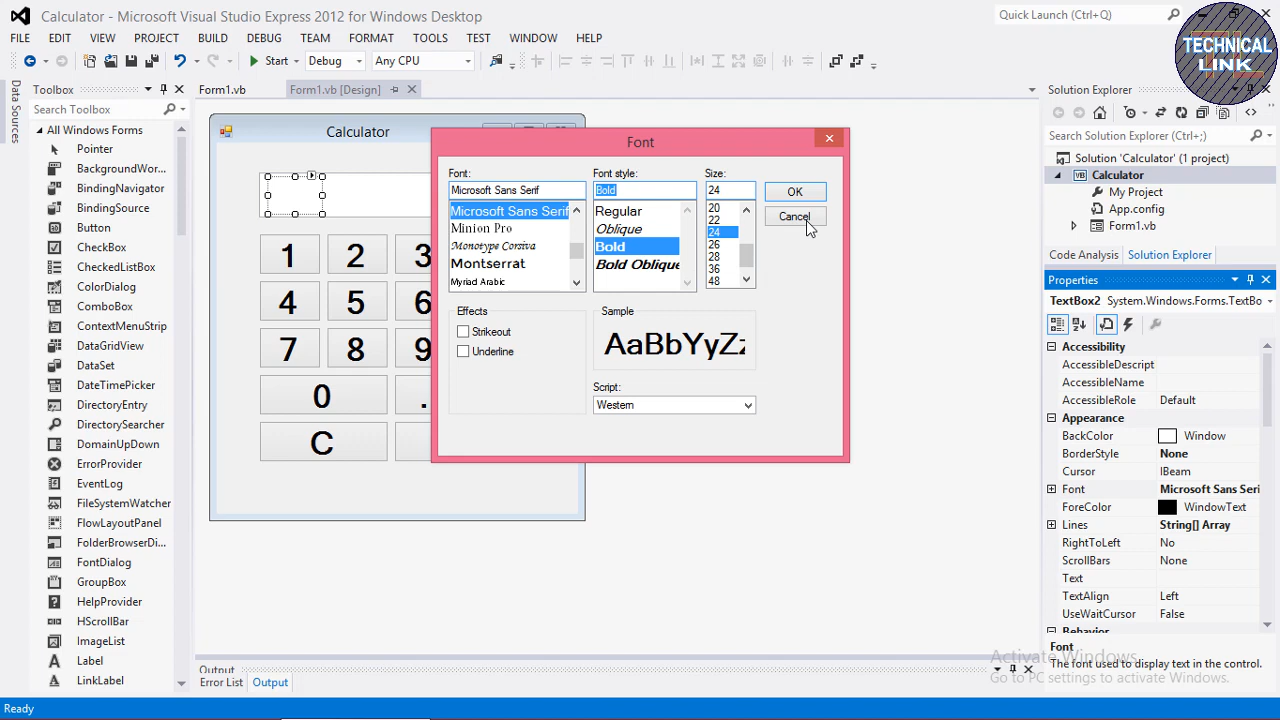 Calculator - Microsoft Visual Studio Express 2012 for Windows Desktop
Quick Launch (Ctrl+Q)
FILE EDIT VIEW PROJECT BUILD DEBUG TEAM FORMAT TOOLS TEST WINDOW HELP
TECHNICAL
LINK
Start Debug Any CPU
Data Sources
Toolbox
Search Toolbox
All Windows Forms
Pointer
BackgroundWor...
BindingNavigator
BindingSource
Button
CheckBox
CheckedListBox
ColorDialog
ComboBox
ContextMenuStrip
DataGridView
DataSet
DateTimePicker
DirectoryEntry
DirectorySearcher
DomainUpDown
ErrorProvider
EventLog
FileSystemWatcher
FlowLayoutPanel
FolderBrowserDi...
FontDialog
GroupBox
HelpProvider
HScrollBar
ImageList
Label
LinkLabel
Form1.vb
Form1.vb [Design]
Calculator
1 2 3
4 5 6
7 8 9
0 .
C
Font
Font:
Microsoft Sans Serif
Microsoft Sans Serif
Minion Pro
Monotype Corsiva
Montserrat
Myriad Arabic
Font style:
Bold
Regular
Oblique
Bold
Bold Oblique
Size:
24
20
22
24
26
28
36
48
OK
Cancel
Effects
Strikeout
Underline
Sample
AaBbYyZz
Script:
Western
Output
Error List Output
Solution Explorer
Search Solution Explorer (Ctrl+;)
Solution 'Calculator' (1 project)
VB Calculator
My Project
App.config
Form1.vb
Code Analysis Solution Explorer
Properties
TextBox2 System.Windows.Forms.TextBo
Accessibility
AccessibleDescript
AccessibleName
AccessibleRole Default
Appearance
BackColor Window
BorderStyle None
Cursor IBeam
Font Microsoft Sans Seri
ForeColor WindowText
Lines String[] Array
RightToLeft No
ScrollBars None
Text
TextAlign Left
UseWaitCursor False
Behavior
Font
The font used to display text in the control.
Activate Windows
Go to PC settings to activate Windows.
Ready